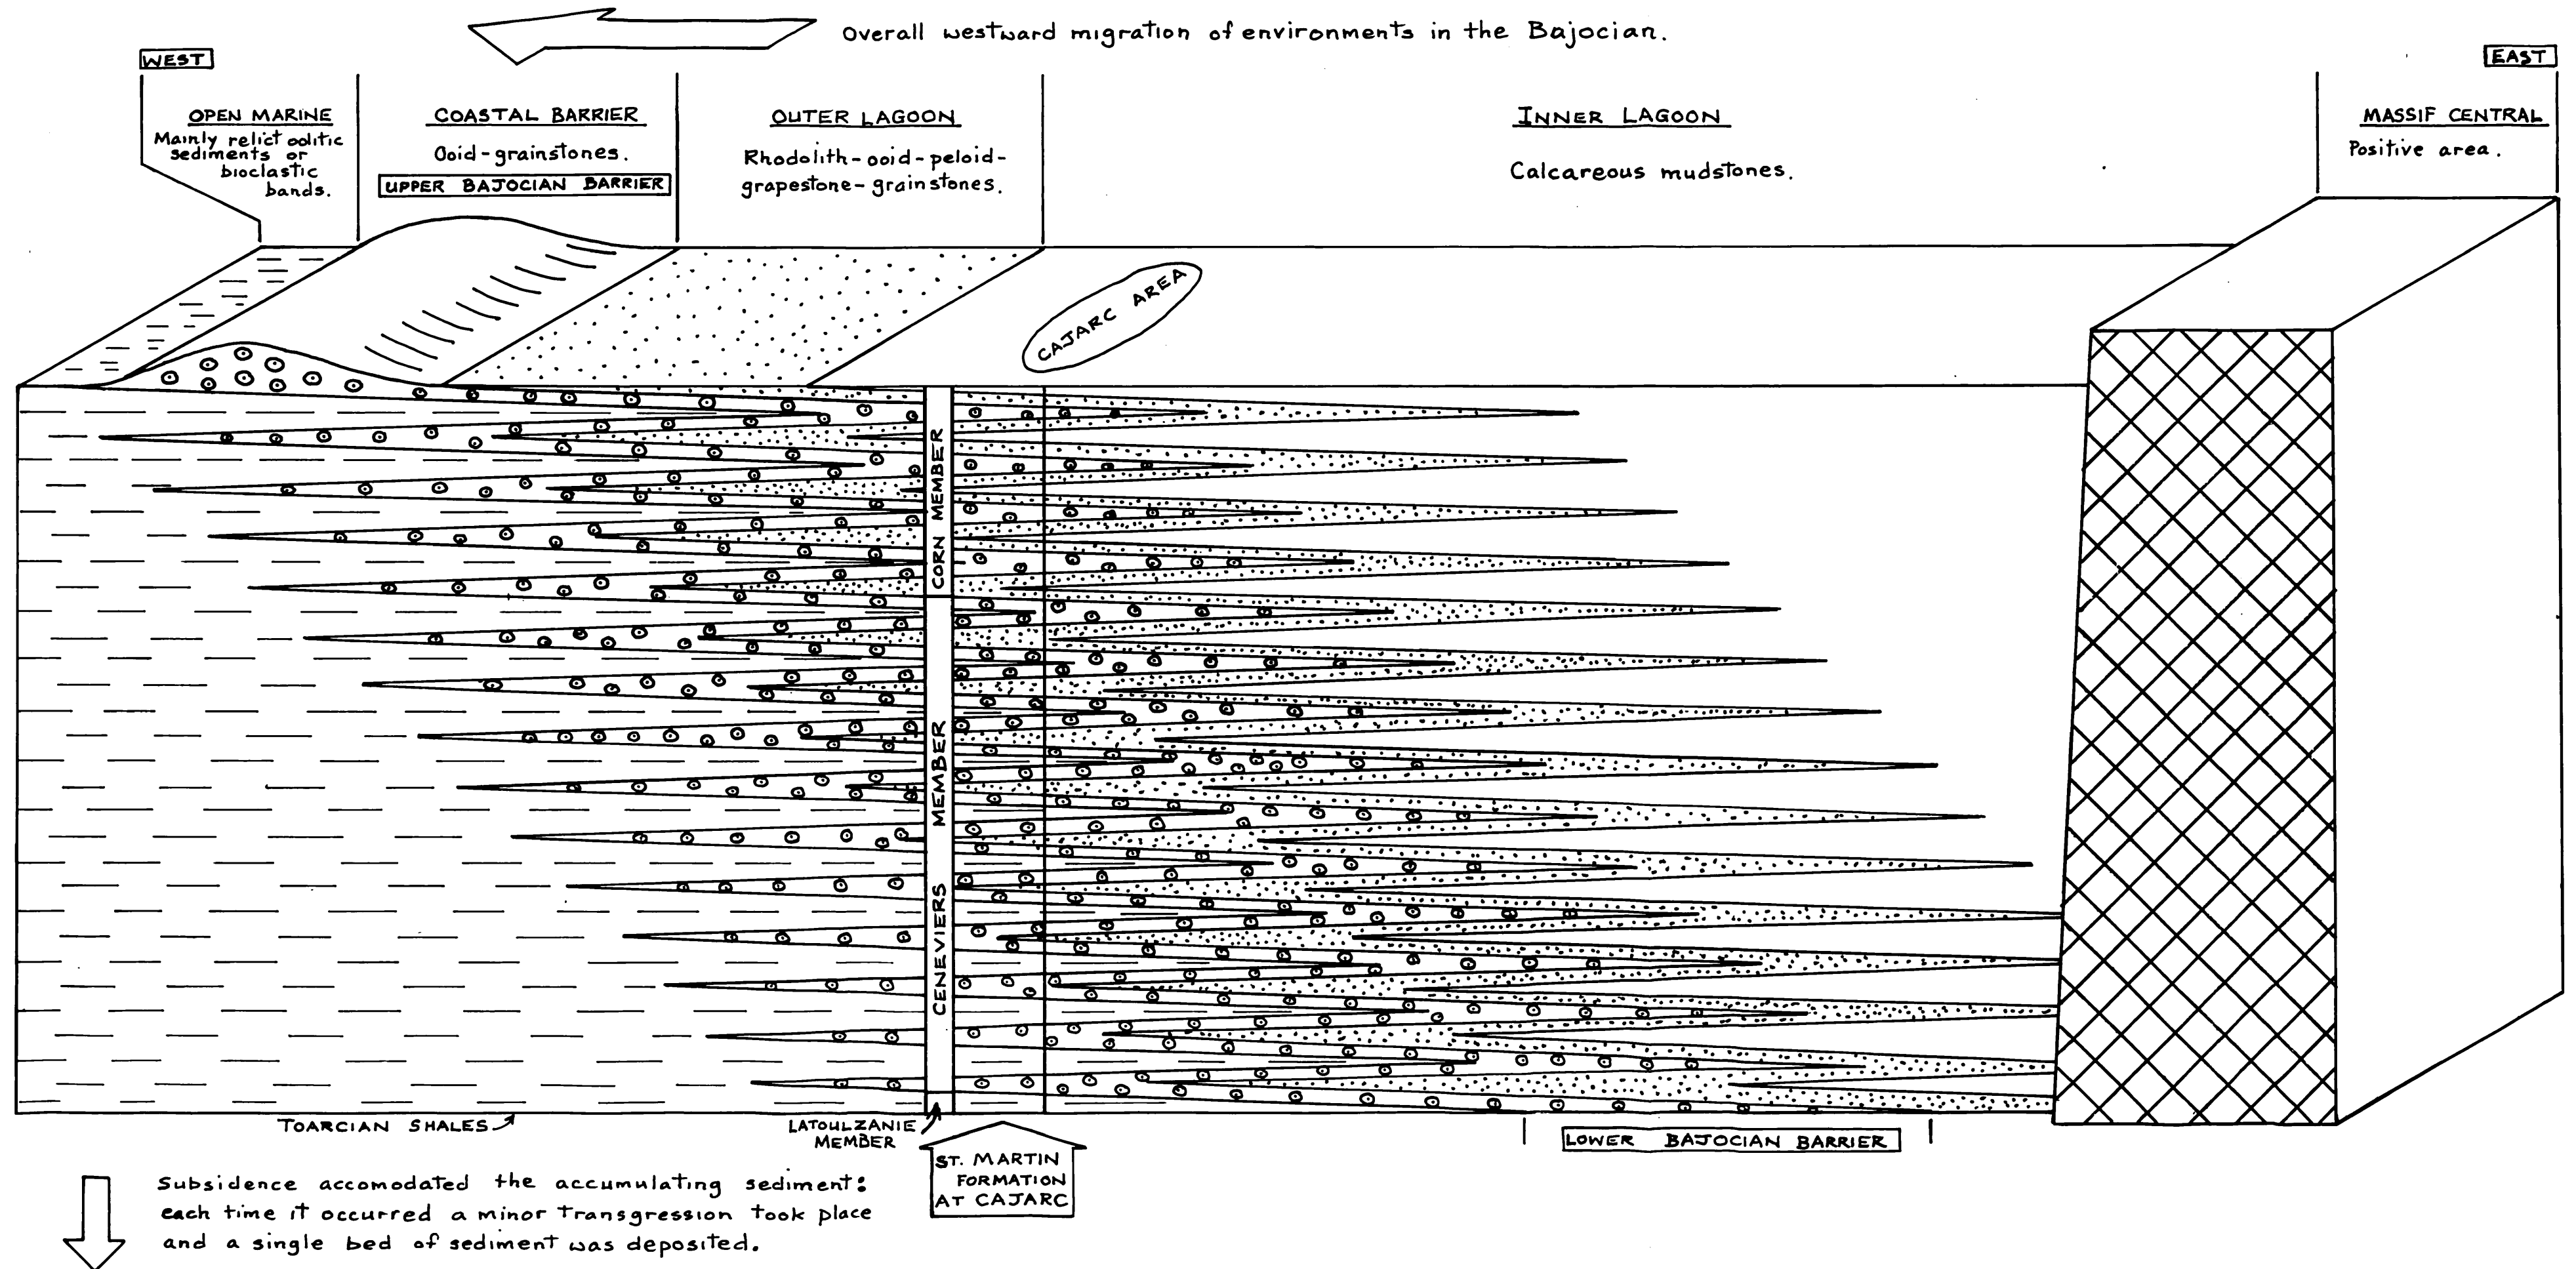 Overall westward migration of environments in the Bajocian.
WEST
EAST
OPEN MARINE
Mainly relict oolitic
sediments or
bioclastic
bands.
COASTAL BARRIER
Ooid-grainstones.
UPPER BAJOCIAN BARRIER
OUTER LAGOON
Rhodolith-ooid-peloid-
grapestone-grainstones.
INNER LAGOON
Calcareous mudstones.
MASSIF CENTRAL
Positive area.
CAJARC AREA
CORN MEMBER
CENEVIERS MEMBER
TOARCIAN SHALES
LATOULZANIE
MEMBER
ST. MARTIN
FORMATION
AT CAJARC
LOWER BAJOCIAN BARRIER
Subsidence accomodated the accumulating sediment:
each time it occurred a minor transgression took place
and a single bed of sediment was deposited.